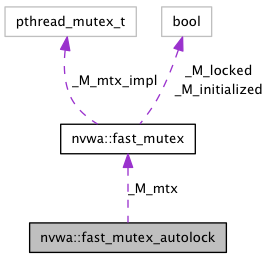 pthread_mutex_t
bool
_M_mtx_impl
_M_locked
_M_initialized
nvwa::fast_mutex
_M_mtx
nvwa::fast_mutex_autolock